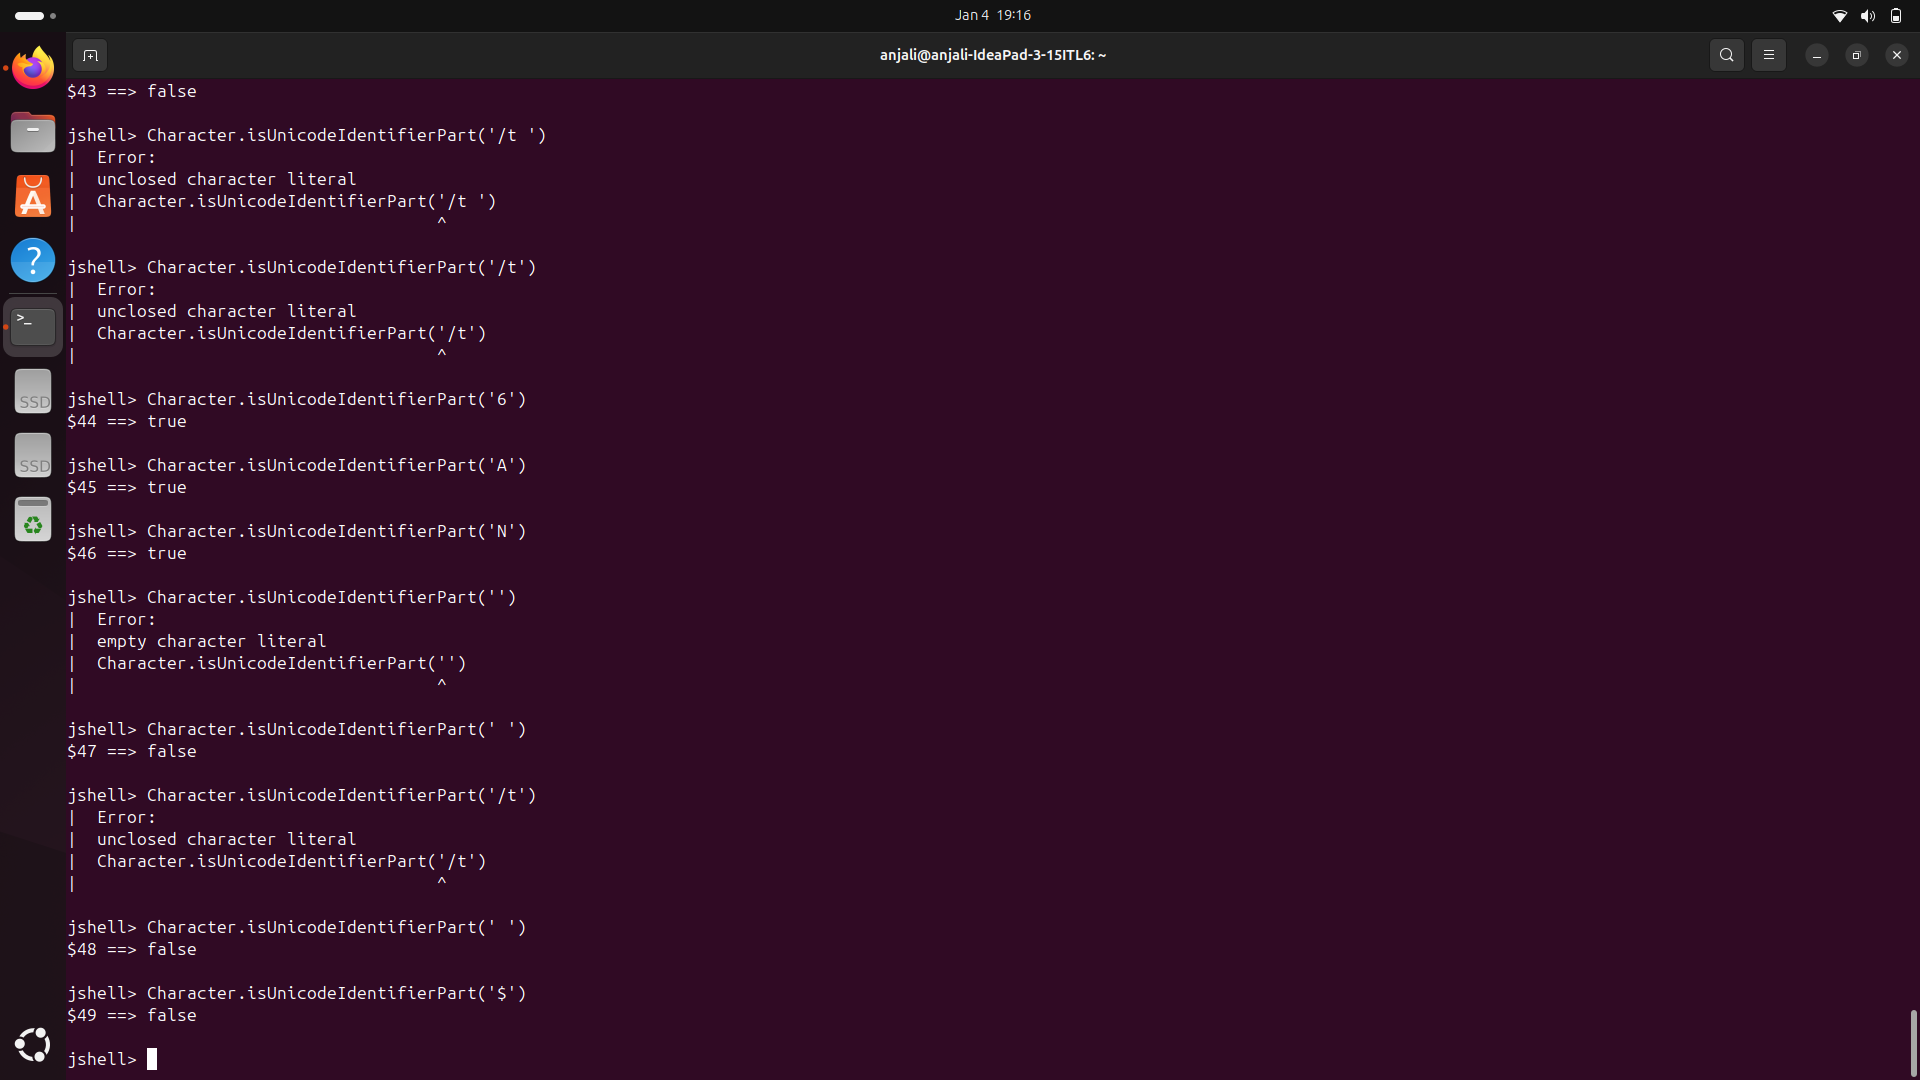 Jan 4 19:16
anjali@anjali-IdeaPad-3-15ITL6: ~
$43 ==> false
jshell> Character.isUnicodeIdentifierPart('/t ')
| Error:
| unclosed character literal
| Character.isUnicodeIdentifierPart('/t ')
| ^
jshell> Character.isUnicodeIdentifierPart('/t')
| Error:
| unclosed character literal
| Character.isUnicodeIdentifierPart('/t')
| ^
jshell> Character.isUnicodeIdentifierPart('6')
$44 ==> true
jshell> Character.isUnicodeIdentifierPart('A')
$45 ==> true
jshell> Character.isUnicodeIdentifierPart('N')
$46 ==> true
jshell> Character.isUnicodeIdentifierPart('')
| Error:
| empty character literal
| Character.isUnicodeIdentifierPart('')
| ^
jshell> Character.isUnicodeIdentifierPart(' ')
$47 ==> false
jshell> Character.isUnicodeIdentifierPart('/t')
| Error:
| unclosed character literal
| Character.isUnicodeIdentifierPart('/t')
| ^
jshell> Character.isUnicodeIdentifierPart(' ')
$48 ==> false
jshell> Character.isUnicodeIdentifierPart('$')
$49 ==> false
jshell>
?
>_
SSD
SSD